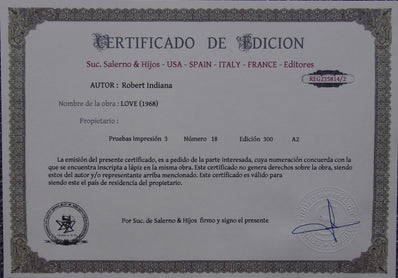 CERTIFICADO DE EDICION
Suc. Salerno & Hijos - USA - SPAIN - ITALY - FRANCE - Editores
REG235814/2
AUTOR : Robert Indiana
Nombre de la obra : LOVE (1968)
Propietario :
Pruebas impresión 3 Número 18 Edición 300 A2
La emisión del presente certificado, es a pedido de la parte interesada, cuya numeración concuerda con la
que se encuentra inscripta a lápiz en la misma obra. Este certificado no genera derechos sobre la obra, siendo
estos del autor y/o representante arriba mencionado. Este certificado es válido para
siendo este el país de residencia del propietario.
Por Suc. de Salerno & Hijos firmo y signo el presente